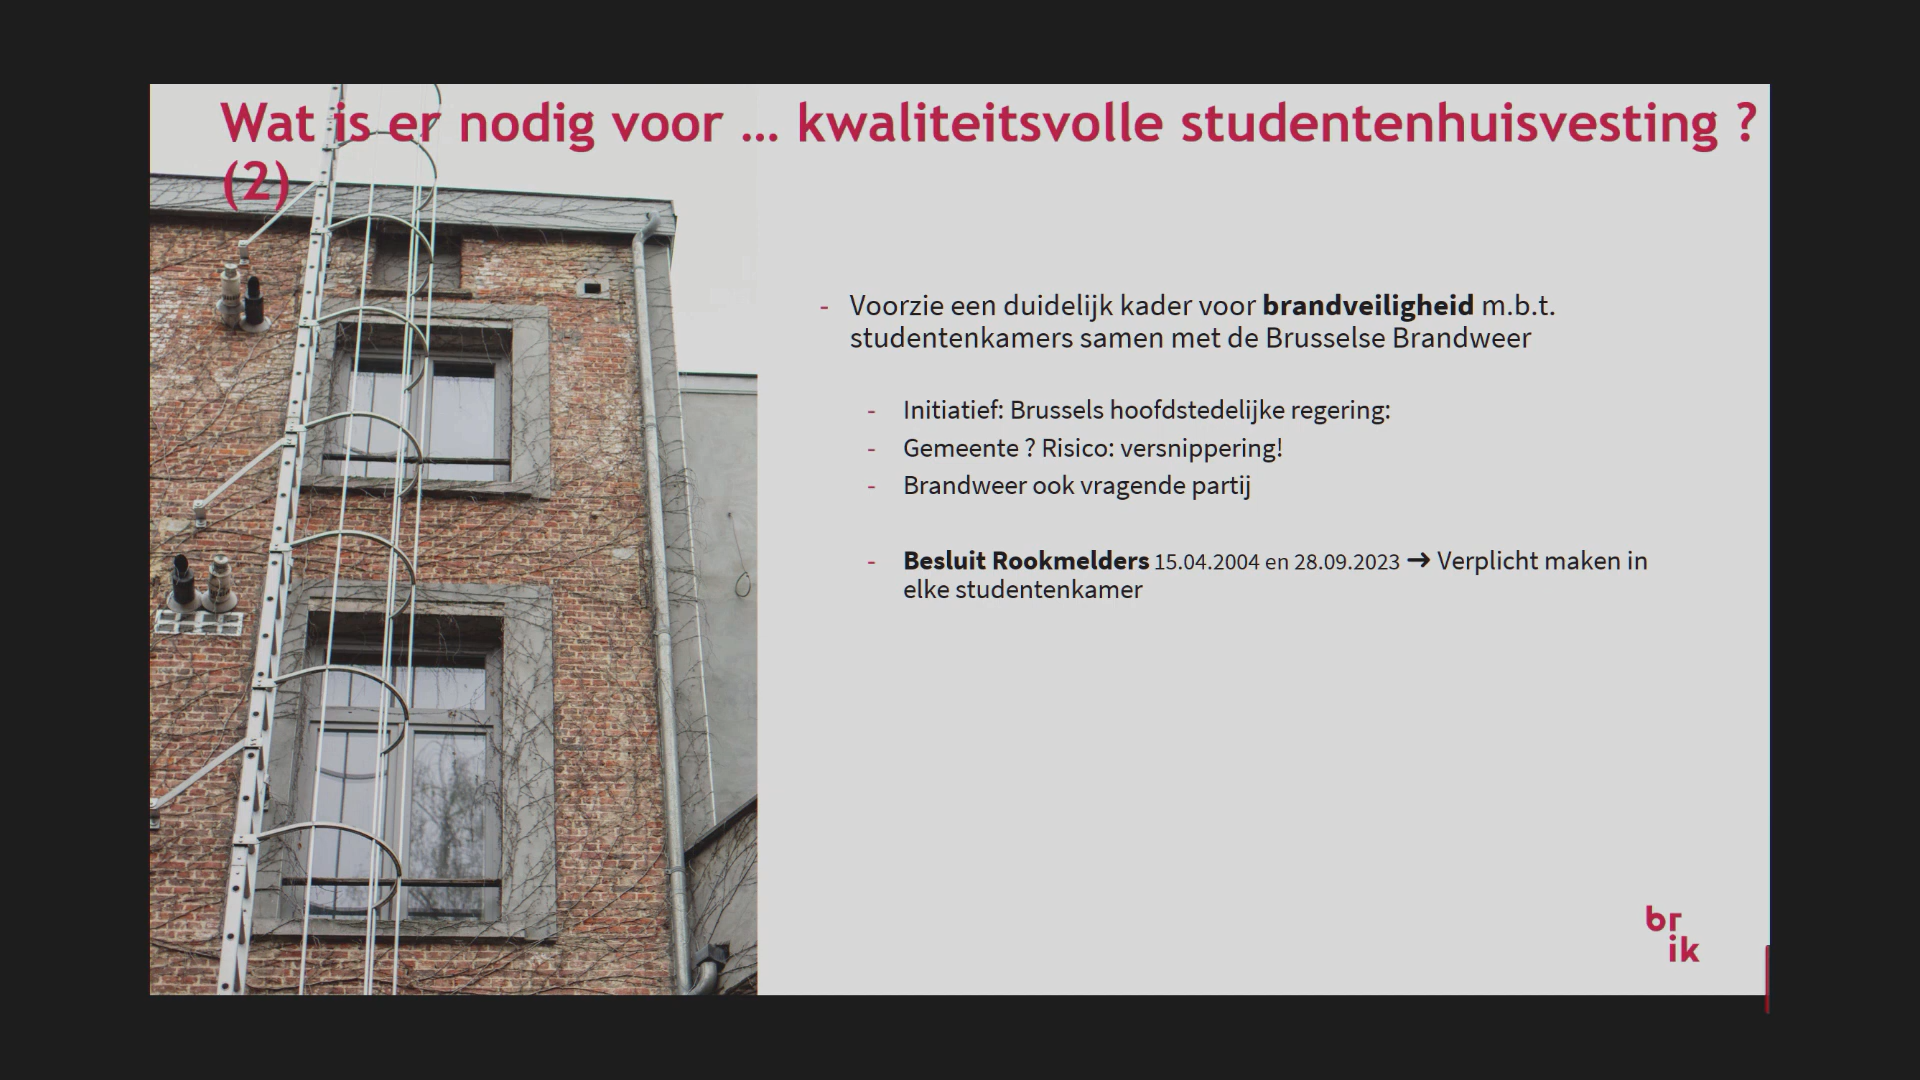 Wat is er nodig voor ... kwaliteitsvolle studentenhuisvesting ?
(2)
- Voorzie een duidelijk kader voor brandveiligheid m.b.t.
studentenkamers samen met de Brusselse Brandweer
- Initiatief: Brussels hoofdstedelijke regering:
- Gemeente ? Risico: versnippering!
- Brandweer ook vragende partij
- Besluit Rookmelders 15.04.2004 en 28.09.2023 → Verplicht maken in
elke studentenkamer
br
ik